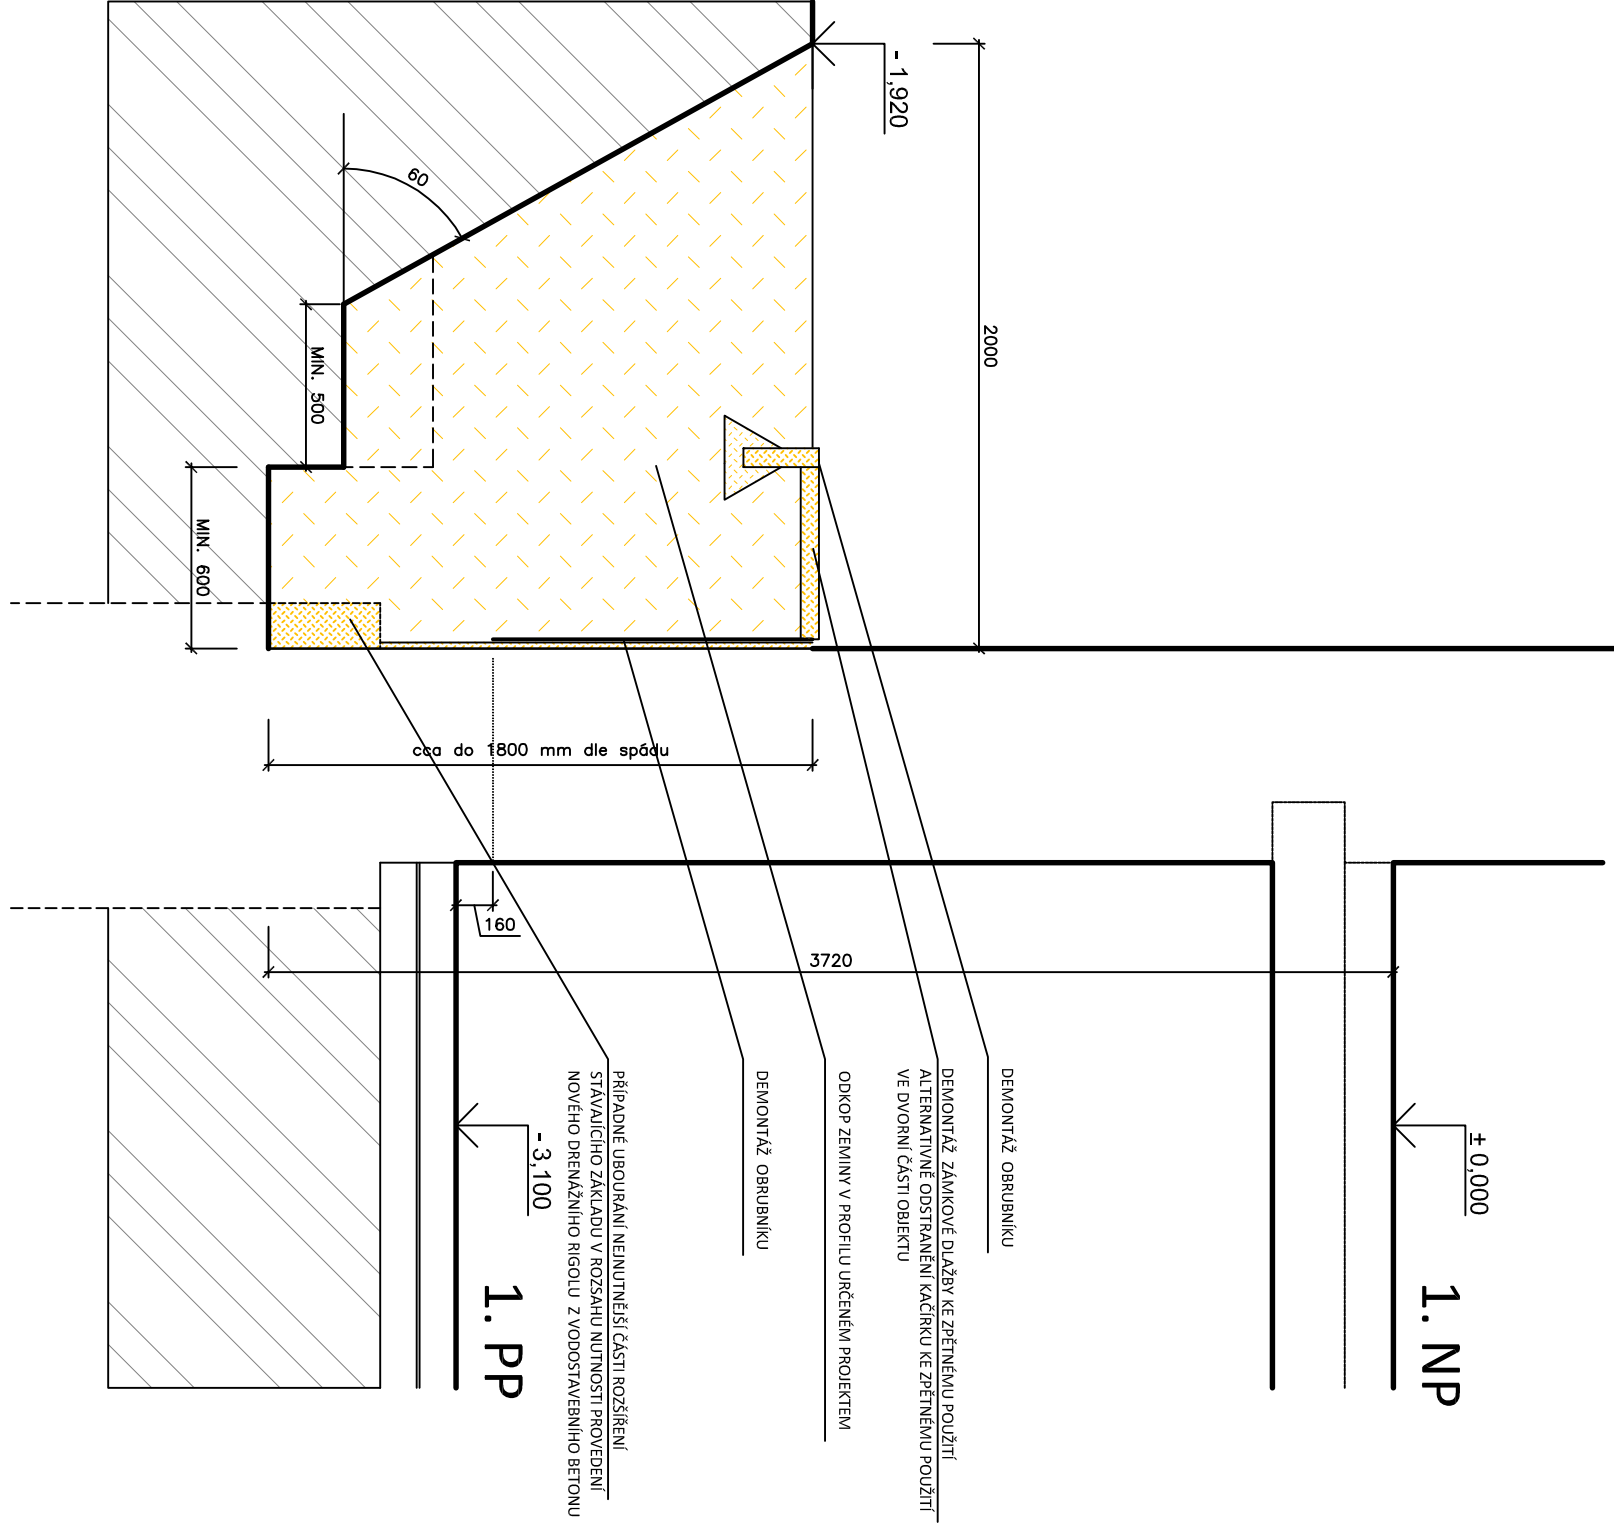 ± 0,000
1. NP
DEMONTÁŽ OBRUBNÍKU
DEMONTÁŽ ZÁMKOVÉ DLAŽBY KE ZPĚTNÉMU POUŽITÍ
ALTERNATIVNĚ ODSTRANĚNÍ KAČÍRKU KE ZPĚTNÉMU POUŽITÍ
VE DVORNÍ ČÁSTI OBJEKTU
ODKOP ZEMINY V PROFILU URČENÉM PROJEKTEM
DEMONTÁŽ OBRUBNÍKU
PŘÍPADNÉ UBOURÁNÍ NEJNUTNĚJŠÍ ČÁSTI ROZŠÍŘENÍ
STÁVAJÍCÍHO ZÁKLADU V ROZSAHU NUTNOSTI PROVEDENÍ
NOVÉHO DRENÁŽNÍHO RIGOLU Z VODOSTAVEBNÍHO BETONU
2000
-1,920
60
MIN. 500
MIN. 600
cca do 1800 mm dle spádu
3720
160
-3,100
1. PP